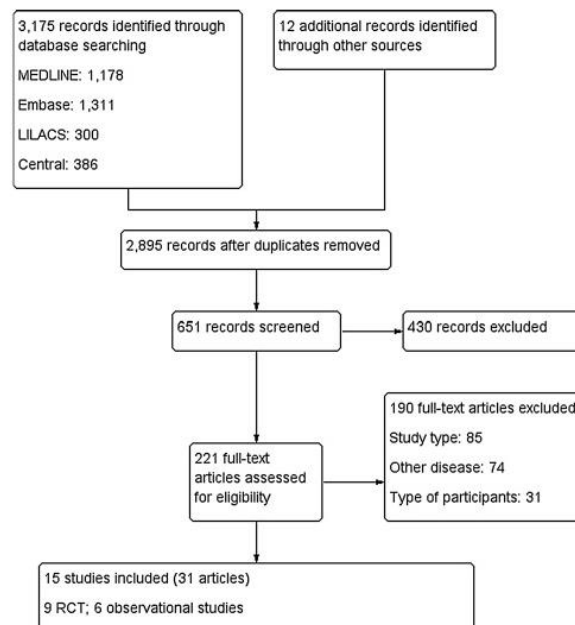 3,175 records identified through
database searching
MEDLINE: 1,178
Embase: 1,311
LILACS: 300
Central: 386
12 additional records identified
through other sources
2,895 records after duplicates removed
651 records screened
430 records excluded
190 full-text articles excluded
Study type: 85
Other disease: 74
Type of participants: 31
221 full-text
articles assessed
for eligibility
15 studies included (31 articles)
9 RCT; 6 observational studies